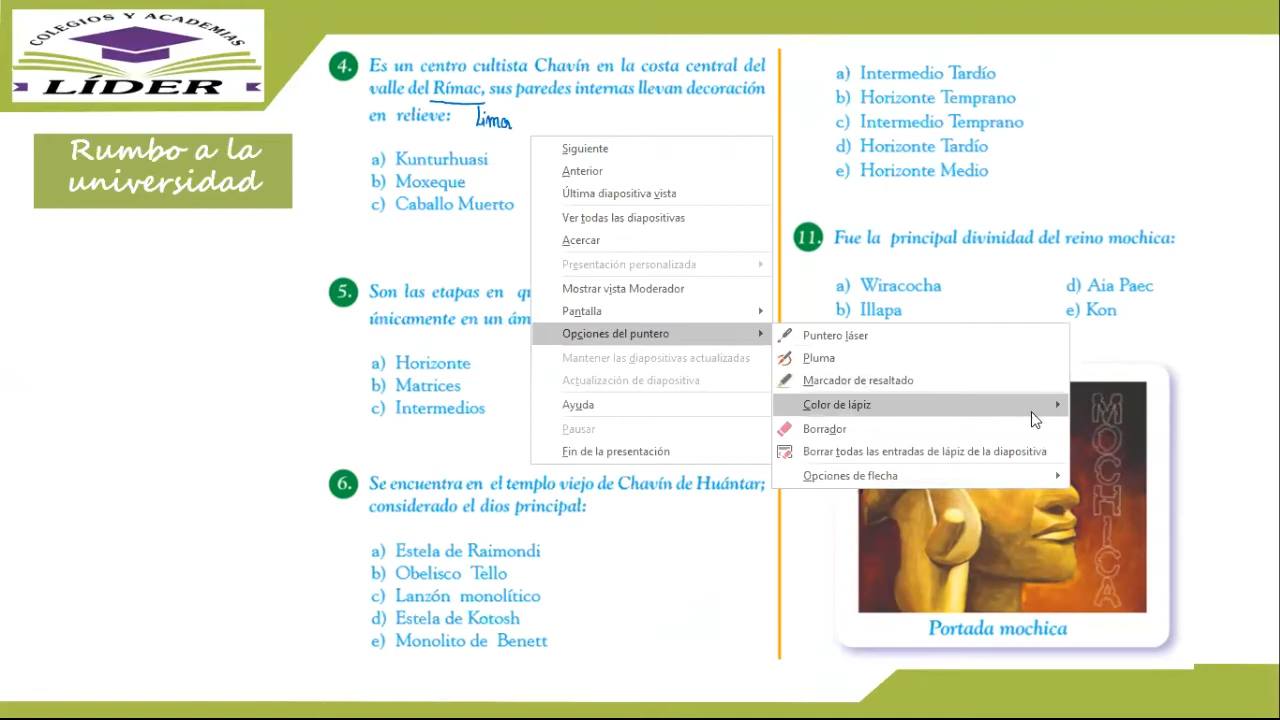 COLEGIOS Y ACADEMIAS
LÍDER
Rumbo a la
universidad
4. Es un centro cultista Chavín en la costa central del
valle del Rímac, sus paredes internas llevan decoración
en relieve: Lima
a) Kunturhuasi
b) Moxeque
c) Caballo Muerto
5. Son las etapas en
únicamente en un
a) Horizonte
b) Matrices
c) Intermedios
6. Se encuentra en el templo viejo de Chavín de Huántar;
considerado el dios principal:
a) Estela de Raimondi
b) Obelisco Tello
c) Lanzón monolítico
d) Estela de Kotosh
e) Monolito de Benett
Siguiente
Anterior
Última diapositiva vista
Ver todas las diapositivas
Acercar
Presentación personalizada
Mostrar vista Moderador
Pantalla
Opciones del puntero
Mantener las diapositivas actualizadas
Actualización de diapositiva
Ayuda
Pausar
Fin de la presentación
Puntero láser
Pluma
Marcador de resaltado
Color de lápiz
Borrador
Borrar todas las entradas de lápiz de la diapositiva
Opciones de flecha
a) Intermedio Tardío
b) Horizonte Temprano
c) Intermedio Temprano
d) Horizonte Tardío
e) Horizonte Medio
11. Fue la principal divinidad del reino mochica:
a) Wiracocha
d) Aia Paec
b) Illapa
e) Kon
MOCHICA
Portada mochica